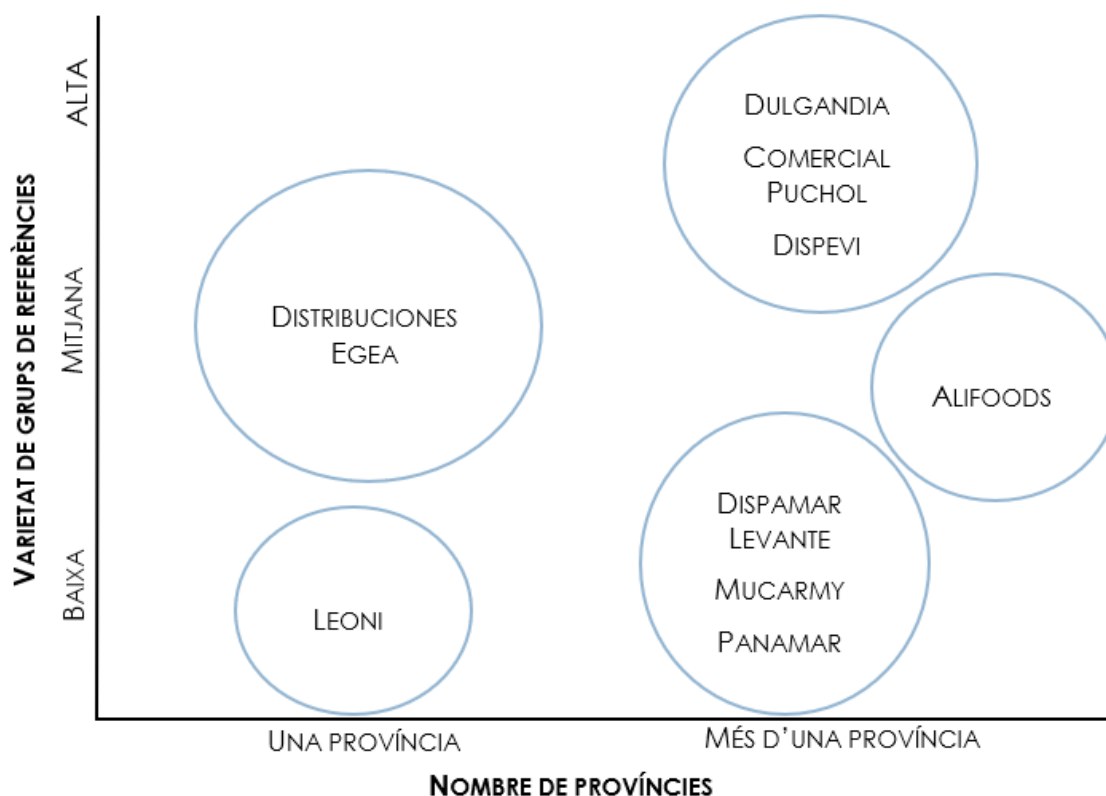 VARIETAT DE GRUPS DE REFERÈNCIES
ALTA
MITJANA
BAIXA
DULGANDIA
COMERCIAL
PUCHOL
DISPEVI
DISTRIBUCIONES
EGEA
ALIFOODS
DISPAMAR
LEVANTE
MUCARMY
PANAMAR
LEONI
UNA PROVÍNCIA
MÉS D'UNA PROVÍNCIA
NOMBRE DE PROVÍNCIES